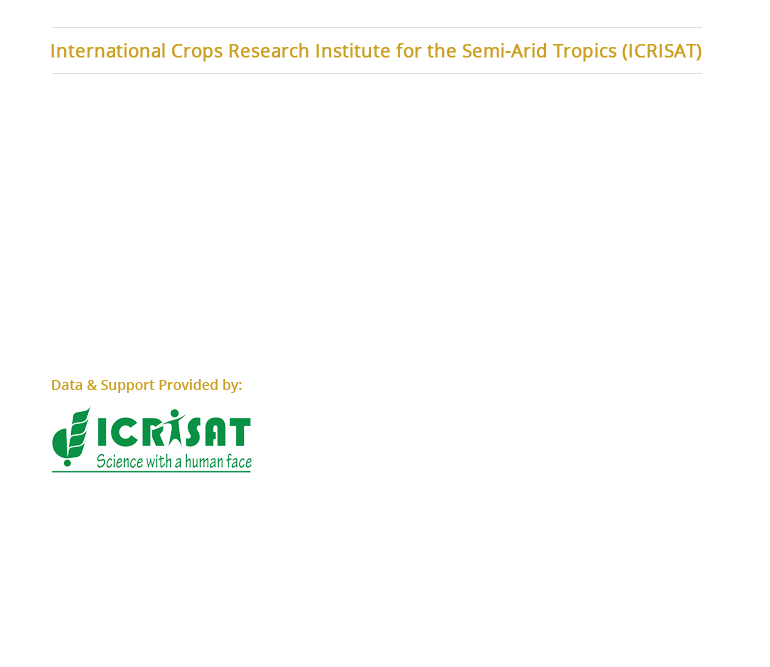 International Crops Research Institute for the Semi-Arid Tropics (ICRISAT)
Data & Support Provided by:
ICRISAT
Science with a human face